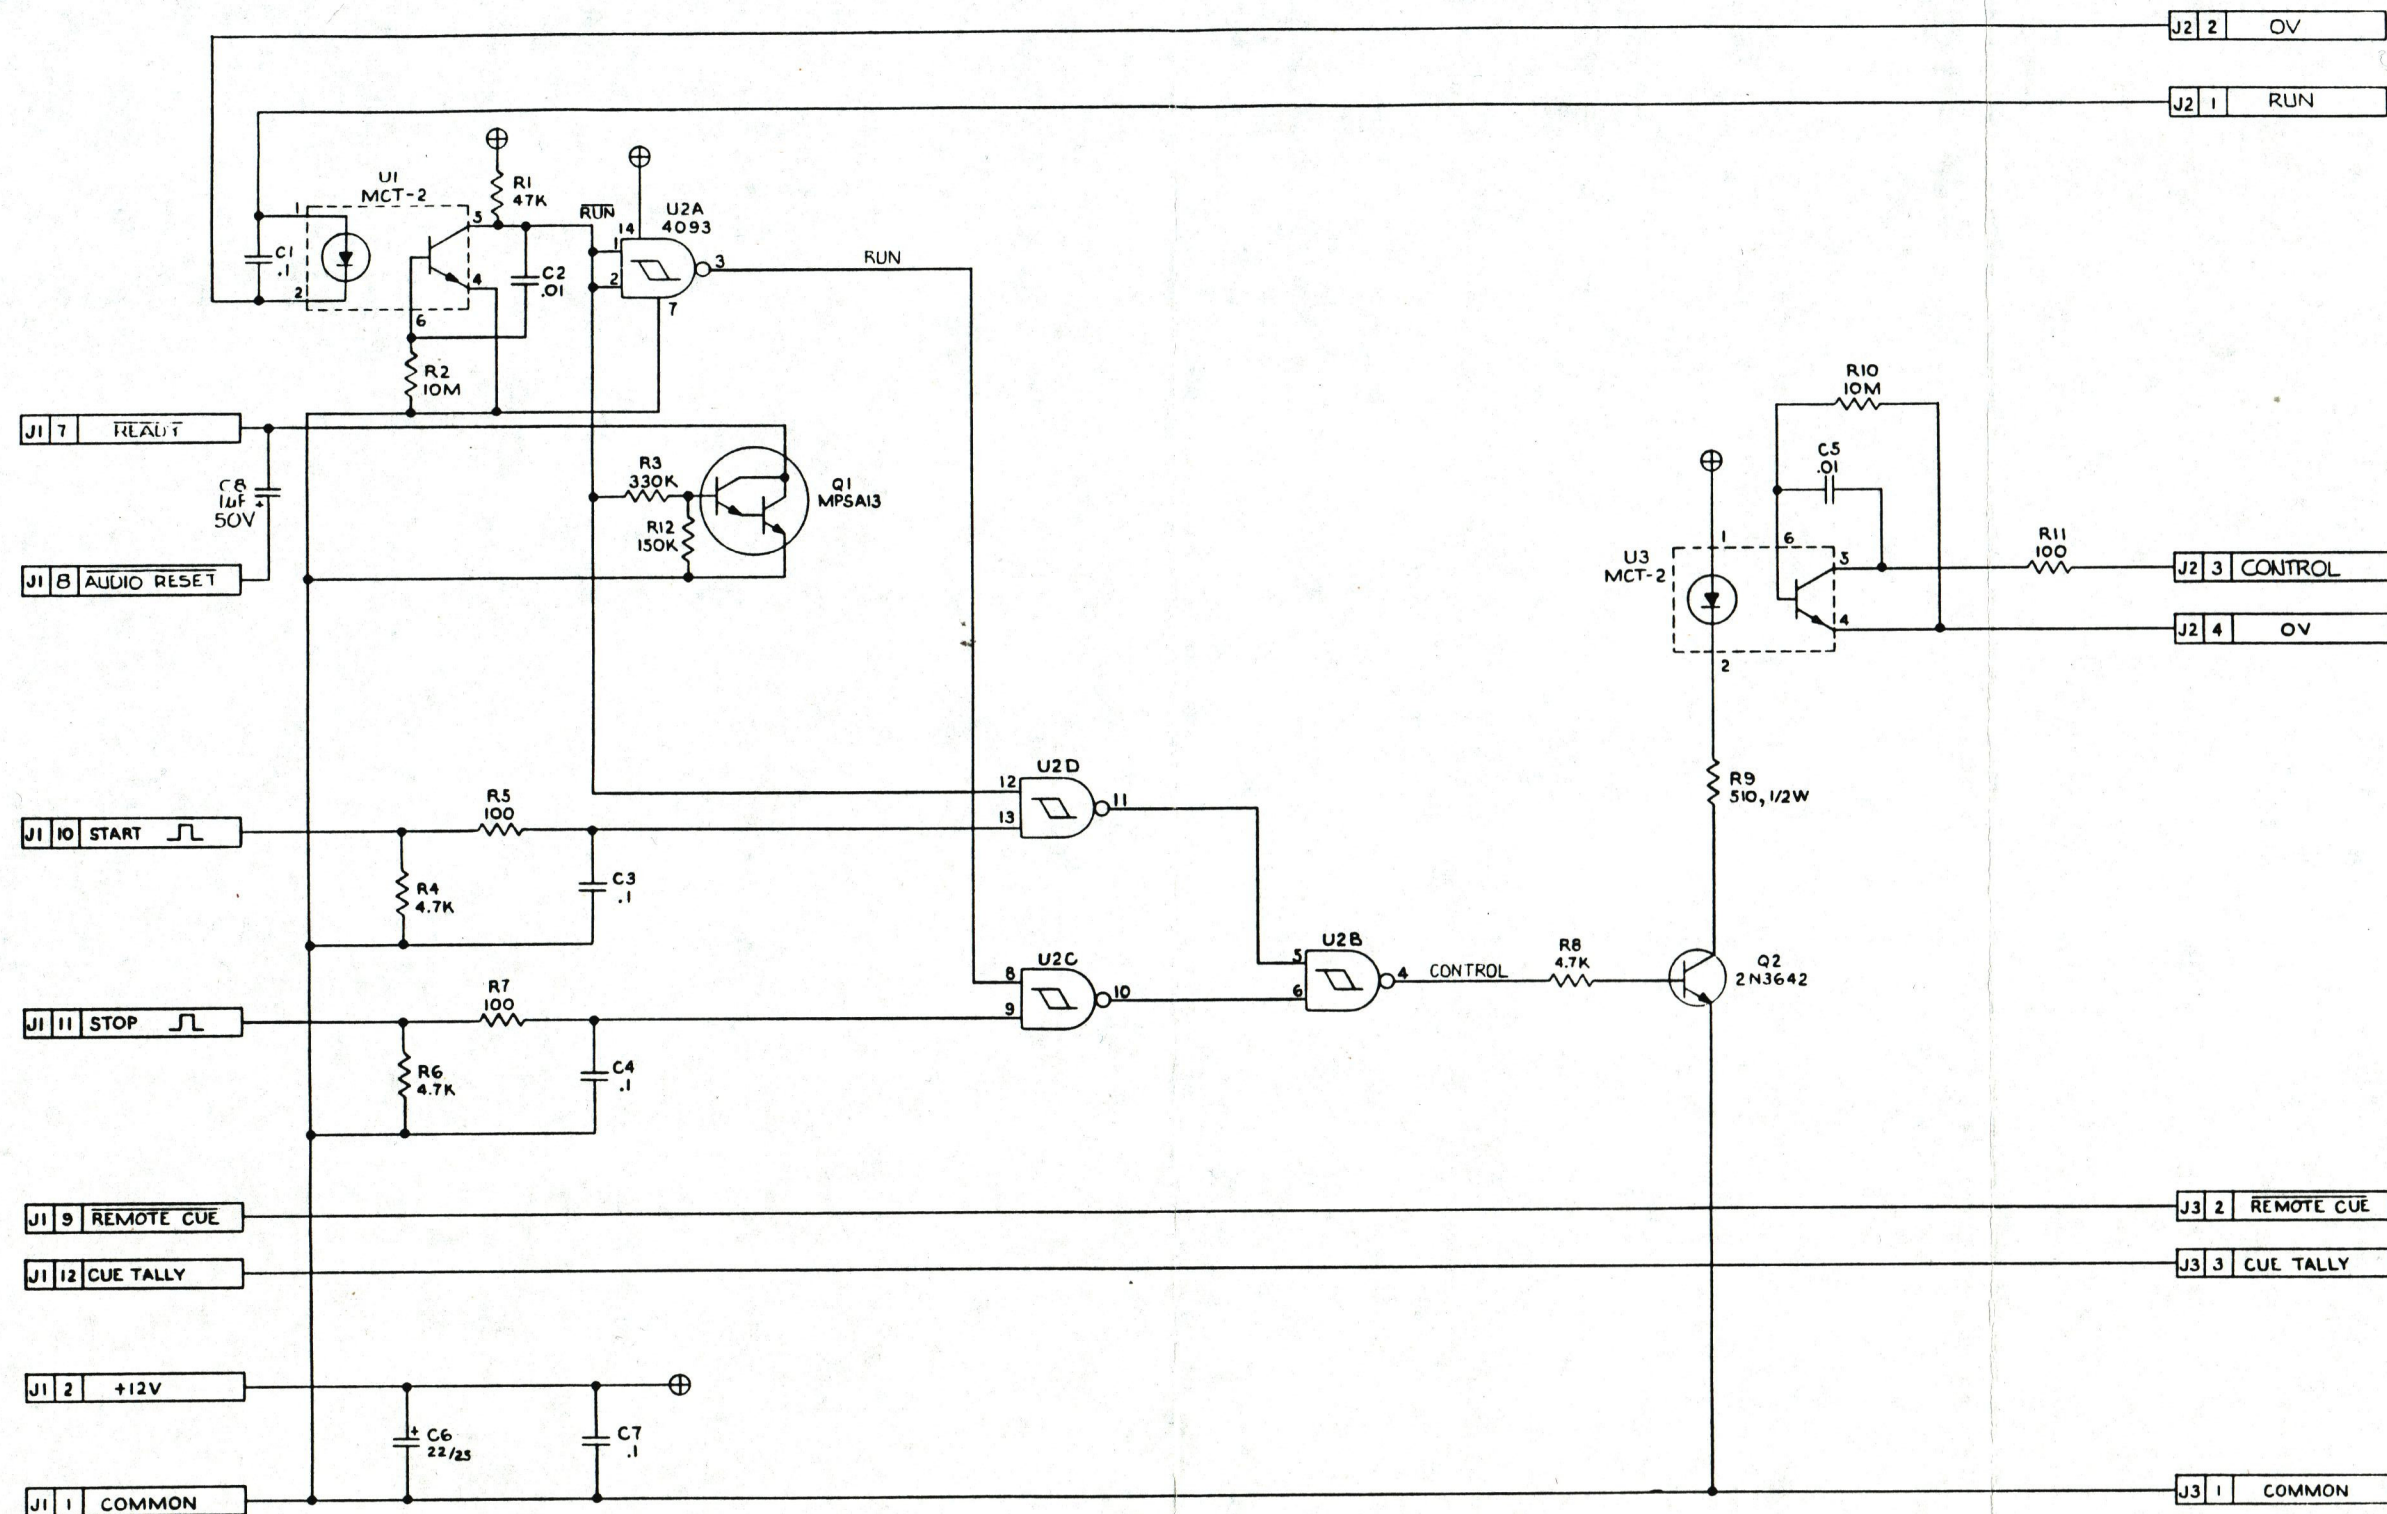 J2 2 OV
J2 1 RUN
U1
MCT-2
R1
47K
RUN
U2A
4093
14
1
2
3
7
RUN
1
2
5
4
6
C1
.1
C2
.01
R2
10M
J1 7 READY
C8
1uF
50V
+
J1 8 AUDIO RESET
R3
330K
R12
150K
Q1
MPSA13
R10
10M
C5
.01
U3
MCT-2
1
6
5
4
2
R11
100
J2 3 CONTROL
J2 4 OV
R9
510, 1/2W
J1 10 START
R5
100
R4
4.7K
C3
.1
U2D
12
13
11
J1 11 STOP
R7
100
R6
4.7K
C4
.1
U2C
8
9
10
U2B
5
6
4
CONTROL
R8
4.7K
Q2
2N3642
J1 9 REMOTE CUE
J3 2 REMOTE CUE
J1 12 CUE TALLY
J3 3 CUE TALLY
J1 2 +12V
+
C6
22/25
C7
.1
J1 1 COMMON
J3 1 COMMON